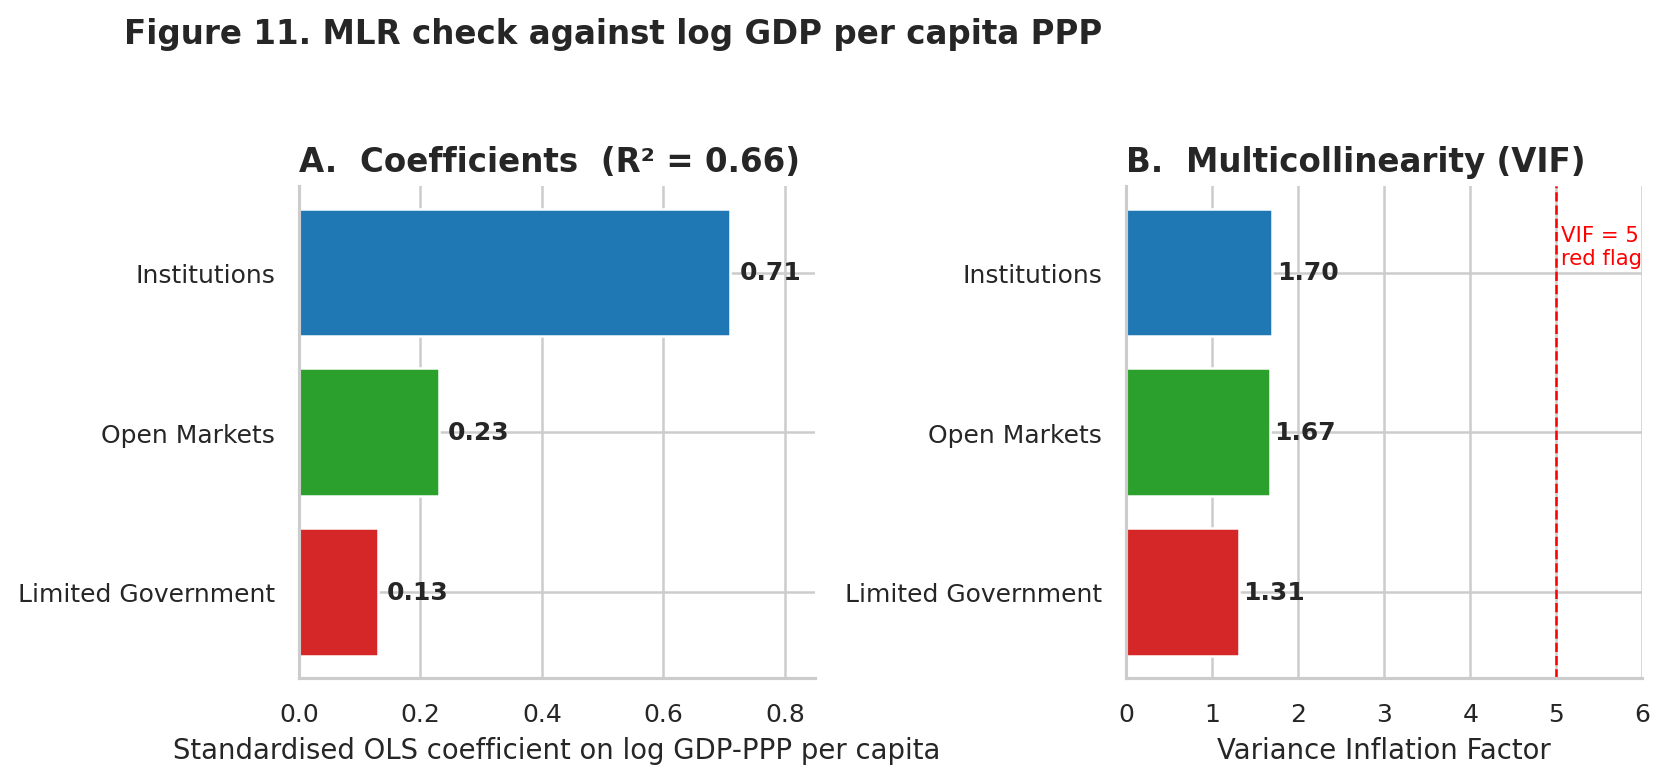 Figure 11. MLR check against log GDP per capita PPP
A.  Coefficients  (R² = 0.66)
Institutions
0.71
Open Markets
0.23
Limited Government
0.13
0.0 0.2 0.4 0.6 0.8
Standardised OLS coefficient on log GDP-PPP per capita
B.  Multicollinearity (VIF)
VIF = 5
red flag
Institutions
1.70
Open Markets
1.67
Limited Government
1.31
0 1 2 3 4 5 6
Variance Inflation Factor